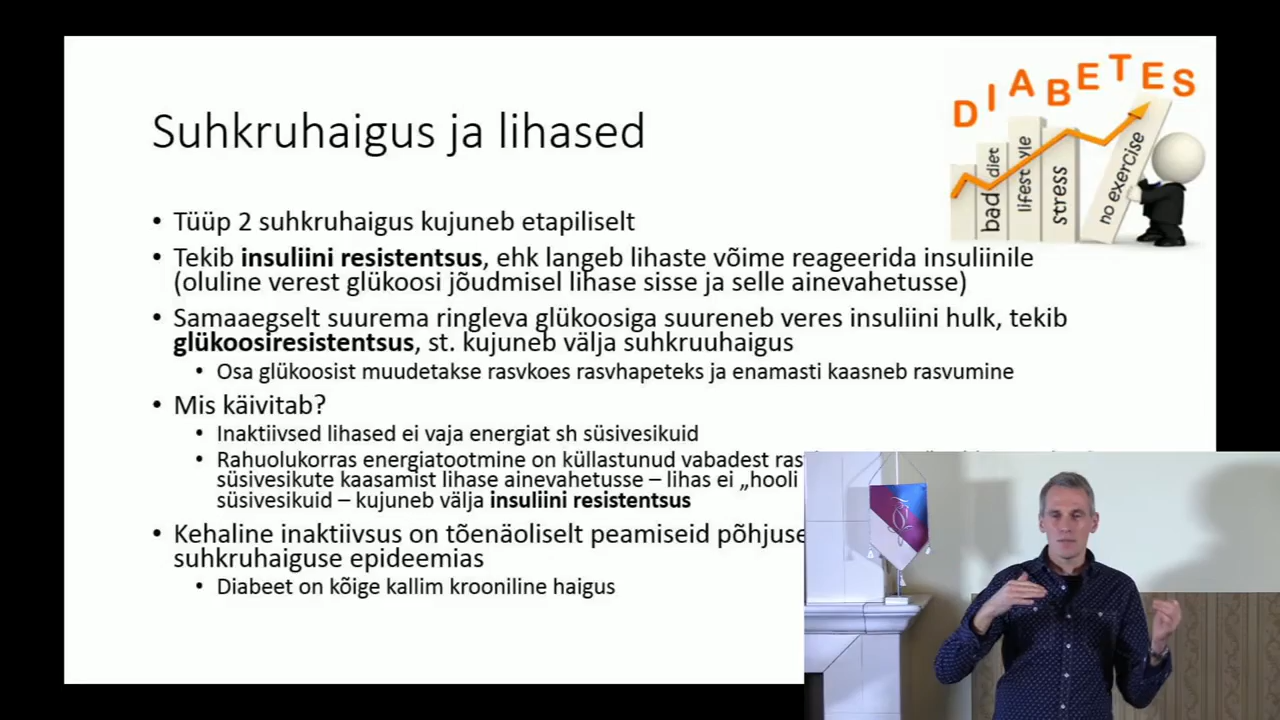 DIABETES
bad diet
lifestyle
stress
no exercise
Suhkruhaigus ja lihased
• Tüüp 2 suhkruhaigus kujuneb etapiliselt
• Tekib insuliini resistentsus, ehk langeb lihaste võime reageerida insuliinile
(oluline verest glükoosi jõudmisel lihase sisse ja selle ainevahetusse)
• Samaaegselt suurema ringleva glükoosiga suureneb veres insuliini hulk, tekib
glükoosiresistentsus, st. kujuneb välja suhkruuhaigus
• Osa glükoosist muudetakse rasvkoes rasvhapeteks ja enamasti kaasneb rasvumine
• Mis käivitab?
• Inaktiivsed lihased ei vaja energiat sh süsivesikuid
• Rahuolukorras energiatootmine on küllastunud vabadest
süsivesikute kaasamist lihase ainevahetusse – lihas ei „hooli
süsivesikuid – kujuneb välja insuliini resistentsus
• Kehaline inaktiivsus on tõenäoliselt peamiseid
suhkruhaiguse epideemias
• Diabeet on kõige kallim krooniline haigus